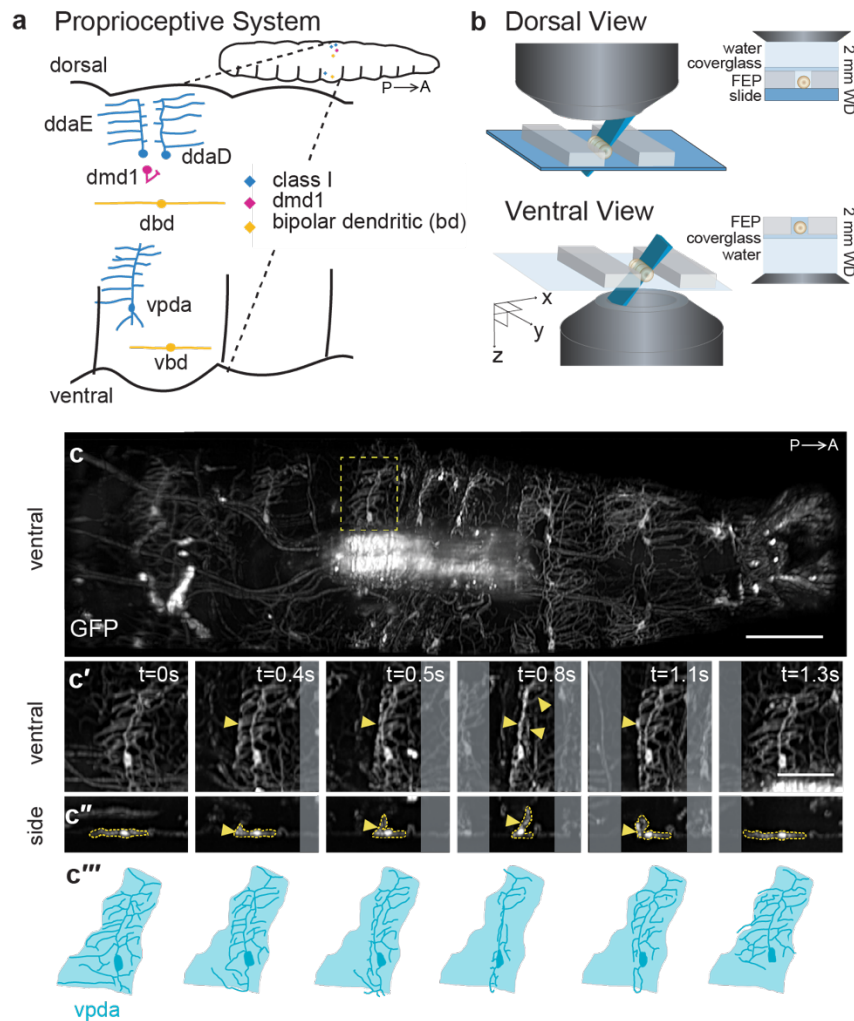 a Proprioceptive System
dorsal
P→A
ddaE
ddaD
dmd1
dbd
class I
dmd1
bipolar dendritic (bd)
vpda
vbd
ventral
b Dorsal View
water
coverglass
FEP
slide
2 mm WD
Ventral View
FEP
coverglass
water
2 mm WD
x
y
z
c
P→A
ventral
GFP
c′ t=0s t=0.4s t=0.5s t=0.8s t=1.1s t=1.3s
ventral
c″
side
c‴
vpda